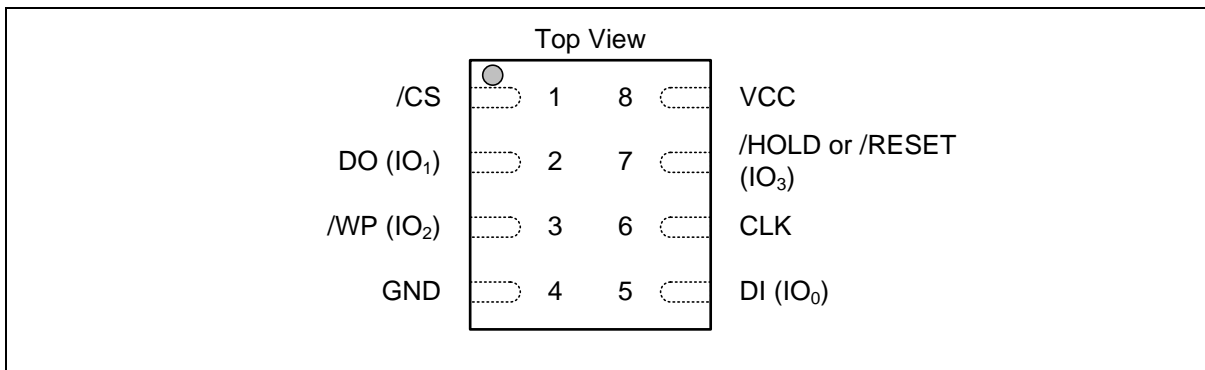 Top View
/CS 1 8 VCC
DO (IO₁) 2 7 /HOLD or /RESET
(IO₃)
/WP (IO₂) 3 6 CLK
GND 4 5 DI (IO₀)